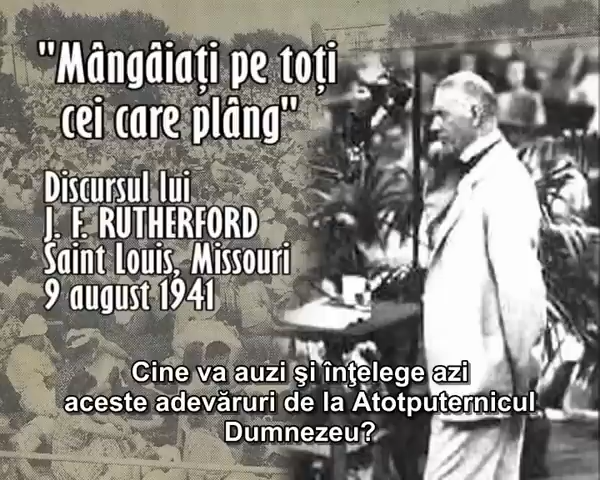 "Mângâiați pe toți
cei care plâng"
Discursul lui
J. F. RUTHERFORD
Saint Louis, Missouri
9 august 1941
Cine va auzi şi înţelege azi
aceste adevăruri de la Atotputernicul
Dumnezeu?